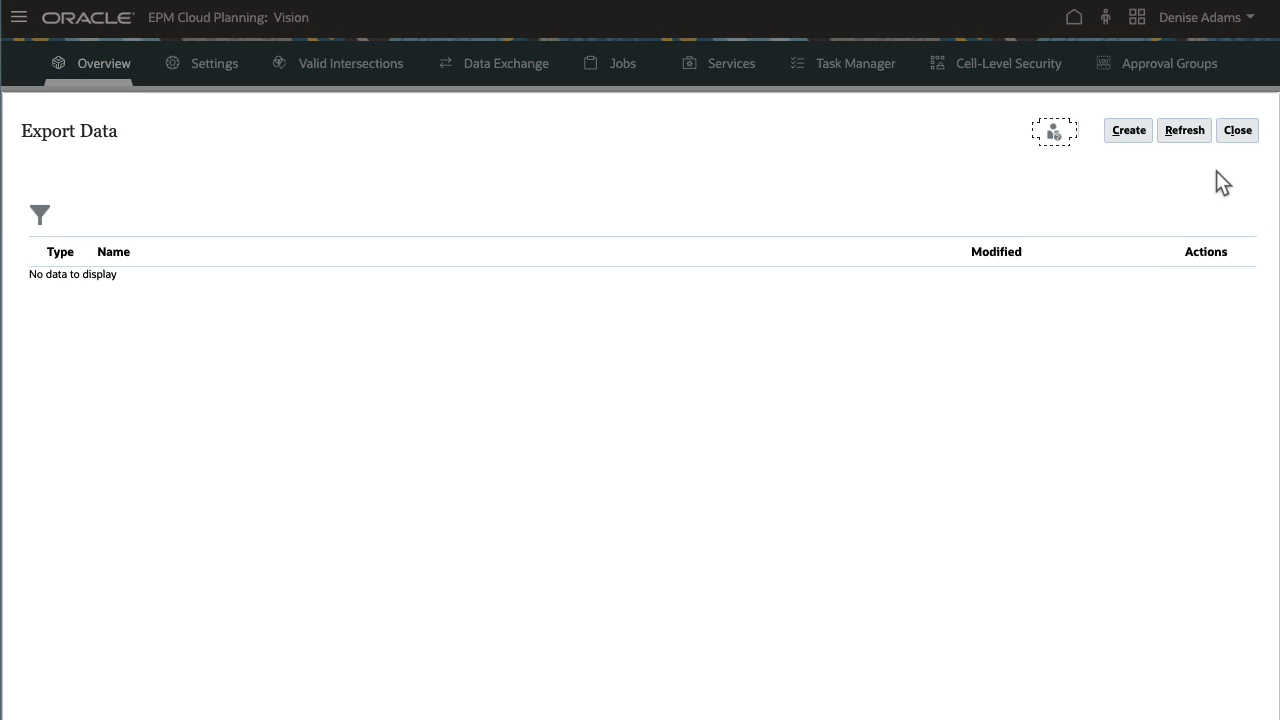 ORACLE EPM Cloud Planning: Vision Denise Adams
Overview Settings Valid Intersections Data Exchange Jobs Services Task Manager Cell-Level Security Approval Groups
Export Data Create Refresh Close
Type Name Modified Actions
No data to display